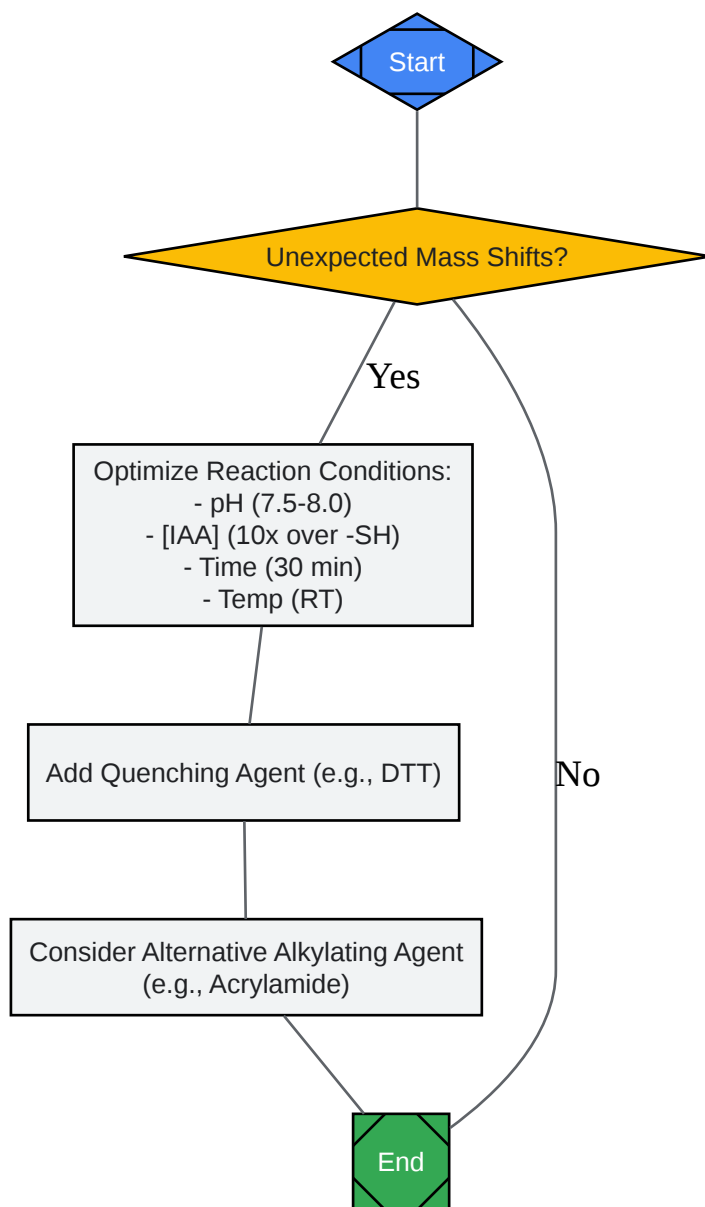 Start
Unexpected Mass Shifts?
Yes
Optimize Reaction Conditions:
- pH (7.5-8.0)
- [IAA] (10x over -SH)
- Time (30 min)
- Temp (RT)
Add Quenching Agent (e.g., DTT)
No
Consider Alternative Alkylating Agent
(e.g., Acrylamide)
End